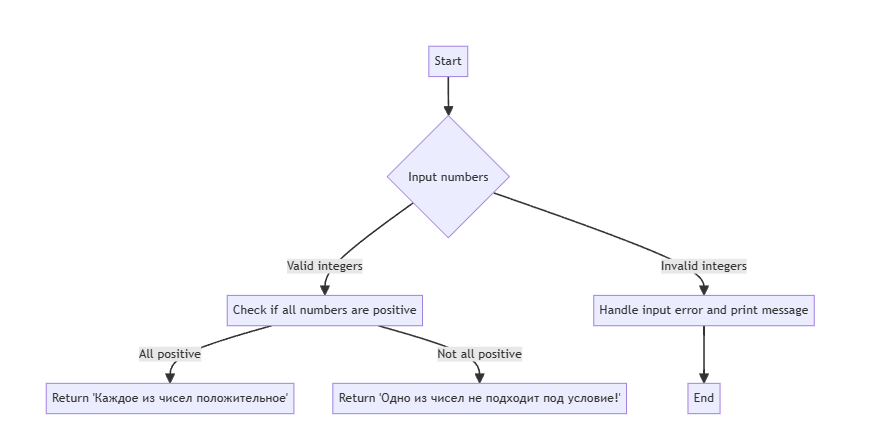 Start
Input numbers
Valid integers
Invalid integers
Check if all numbers are positive
Handle input error and print message
All positive
Not all positive
Return 'Каждое из чисел положительное'
Return 'Одно из чисел не подходит под условие!'
End